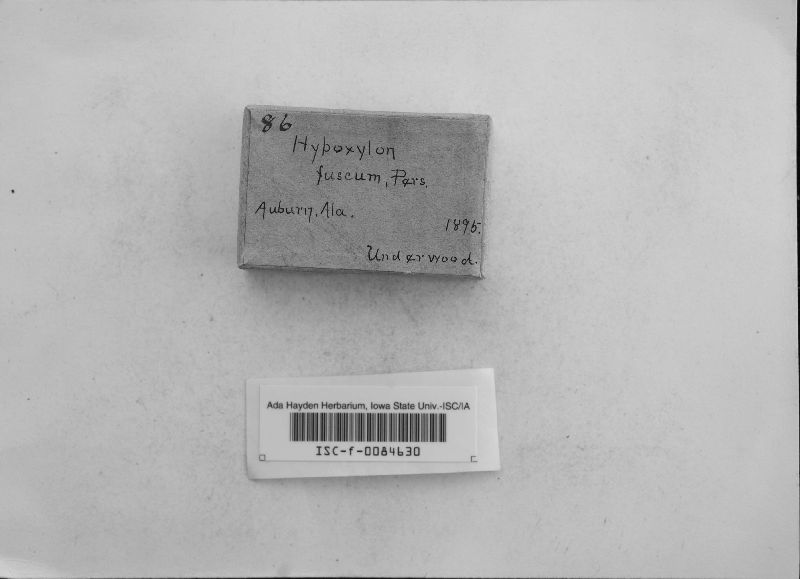 86
Hypoxylon
fuscum, Pers.
Auburn, Ala.
1895.
Underwood.
Ada Hayden Herbarium, Iowa State Univ.-ISC/IA
ISC-f-0084630